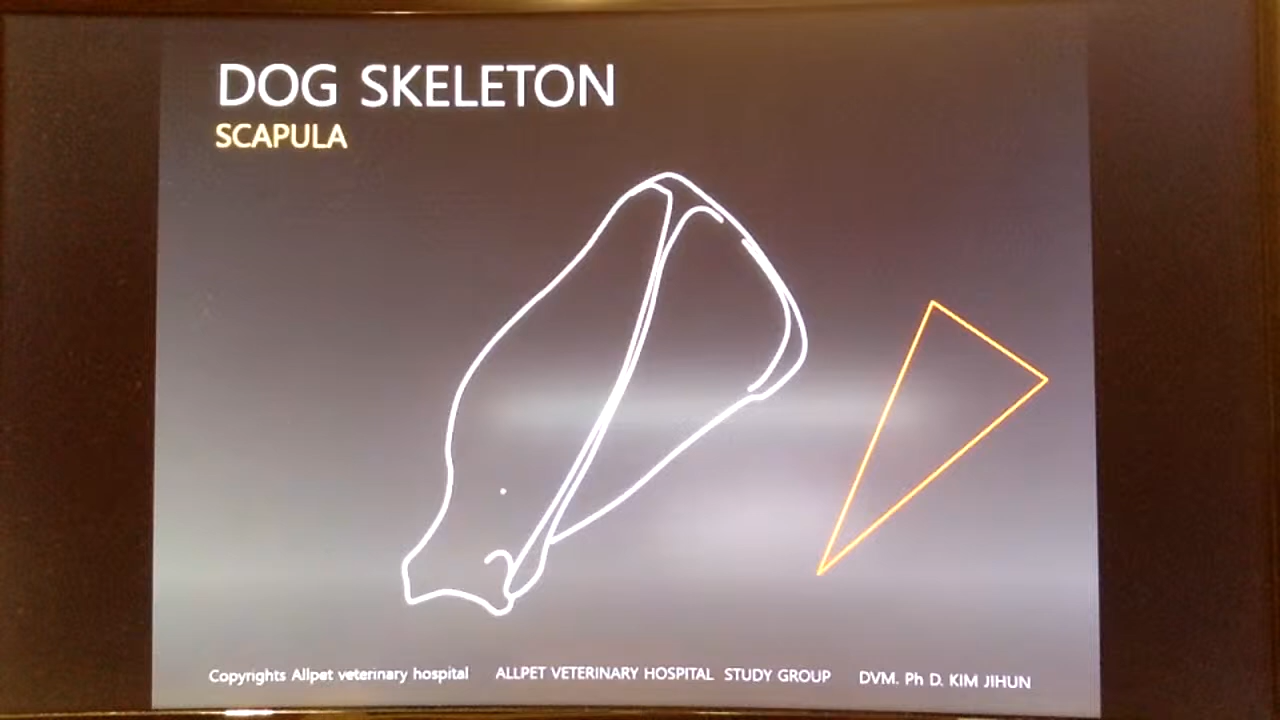 DOG SKELETON
SCAPULA
Copyrights Allpet veterinary hospital ALLPET VETERINARY HOSPITAL STUDY GROUP DVM. Ph D. KIM JIHUN